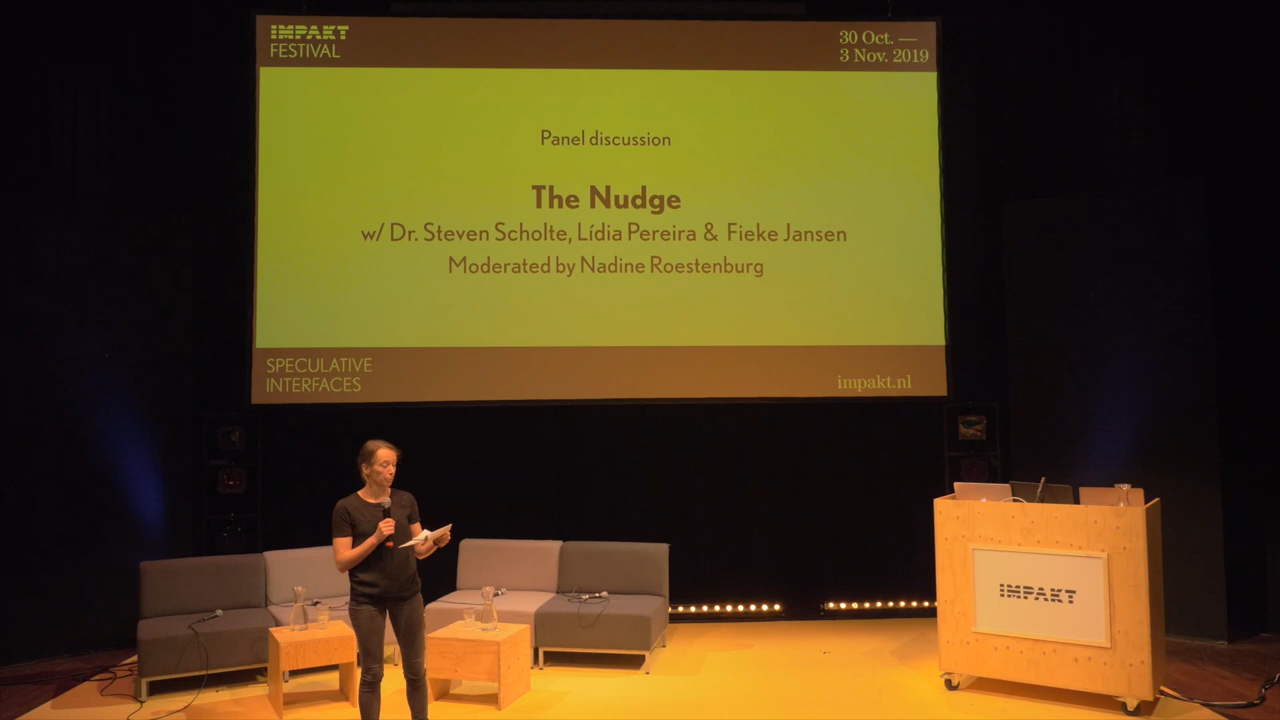 IMPAKT
FESTIVAL
30 Oct. —
3 Nov. 2019
Panel discussion
The Nudge
w/ Dr. Steven Scholte, Lídia Pereira & Fieke Jansen
Moderated by Nadine Roestenburg
SPECULATIVE
INTERFACES
impakt.nl
IMPAKT